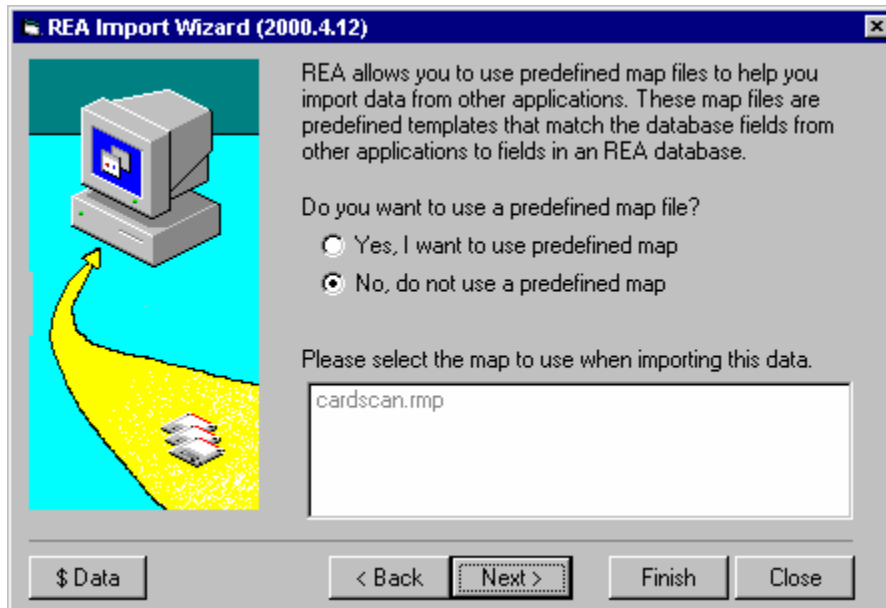 REA Import Wizard (2000.4.12)
REA allows you to use predefined map files to help you
import data from other applications. These map files are
predefined templates that match the database fields from
other applications to fields in an REA database.
Do you want to use a predefined map file?
Yes, I want to use predefined map
No, do not use a predefined map
Please select the map to use when importing this data.
cardscan.rmp
$ Data
< Back
Next >
Finish
Close